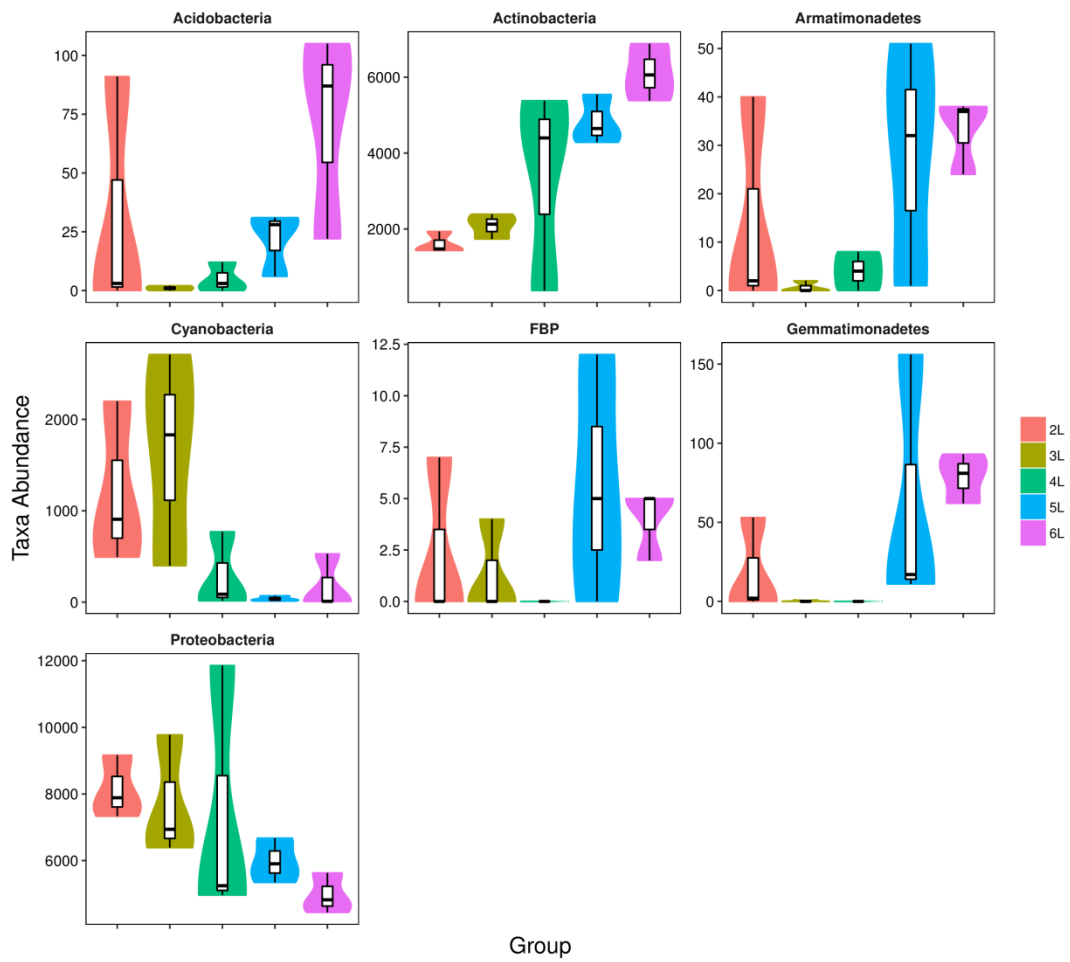 Acidobacteria
Actinobacteria
Armatimonadetes
100
75
50
25
0
6000
4000
2000
50
40
30
20
10
0
Cyanobacteria
FBP
Gemmatimonadetes
2000
1000
0
12.5
10.0
7.5
5.0
2.5
0.0
150
100
50
0
Proteobacteria
12000
10000
8000
6000
Taxa Abundance
Group
2L
3L
4L
5L
6L